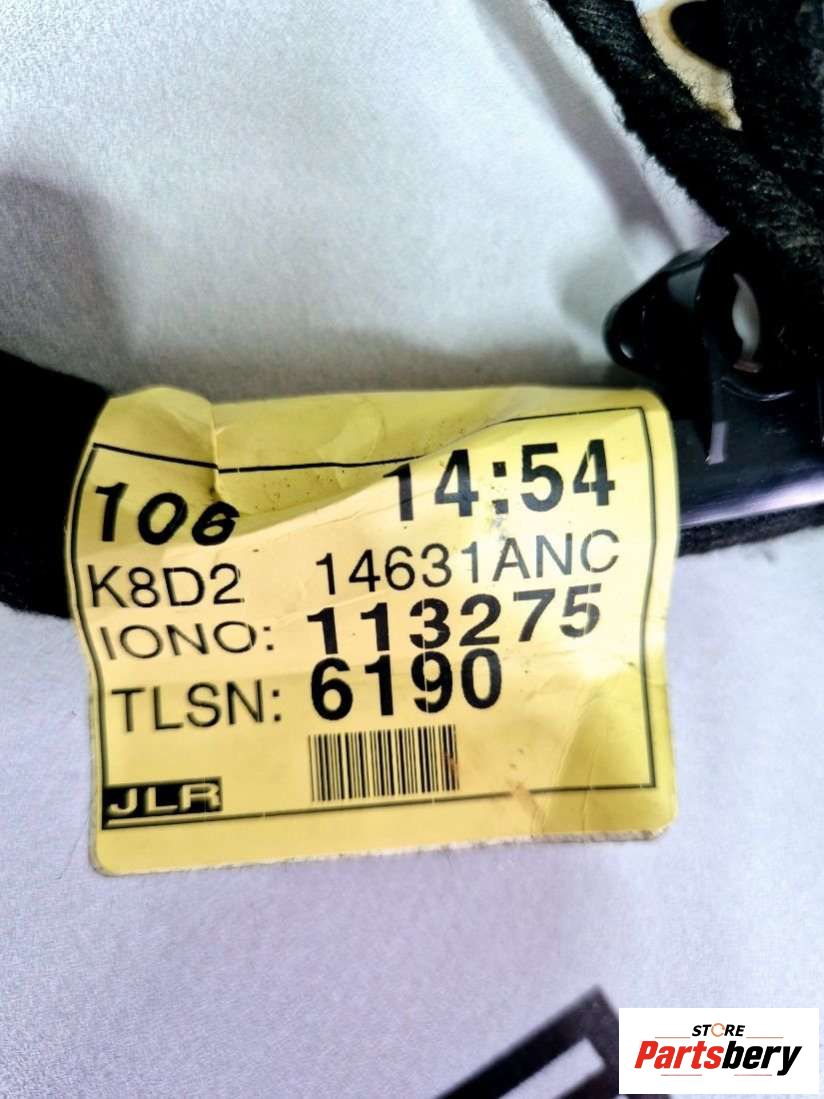 106 14:54
K8D2 14631ANC
IONO: 113275
TLSN: 6190
JLR
STORE
Partsbery